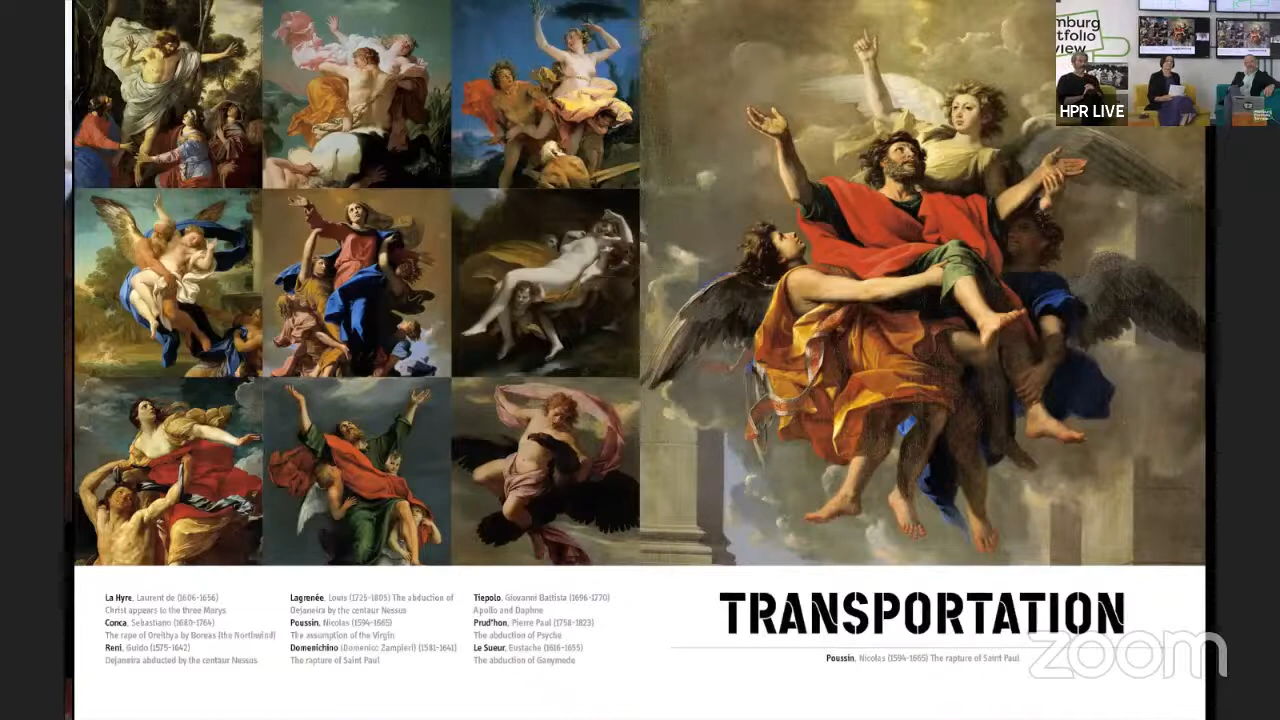 mburg
tfolio
view
HPR LIVE
La Hyre, Laurent de (1606-1656)
Christ appears to the three Marys
Conca, Sebastiano (1680-1764)
The rape of Oreithya by Boreas (the Northwind)
Reni, Guido (1575-1642)
Dejaneira abducted by the centaur Nessus
Lagrenée, Louis (1725-1805) The abduction of
Dejaneira by the centaur Nessus
Poussin, Nicolas (1594-1665)
The assumption of the Virgin
Domenichino (Domenico Zampieri) (1581-1641)
The rapture of Saint Paul
Tiepolo, Giovanni Battista (1696-1770)
Apollo and Daphne
Prud'hon, Pierre Paul (1758-1823)
The abduction of Psyche
Le Sueur, Eustache (1616-1655)
The abduction of Ganymede
TRANSPORTATION
Poussin, Nicolas (1594-1665) The rapture of Saint Paul
zoom